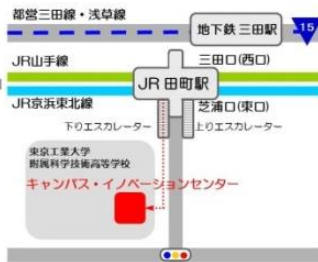 都営三田線・浅草線
地下鉄 三田駅
15
JR山手線
三田口(西口)
JR 田町駅
JR京浜東北線
芝浦口(東口)
下りエスカレーター
上りエスカレーター
東京工業大学
附属科学技術高等学校
キャンパス・イノベーションセンター